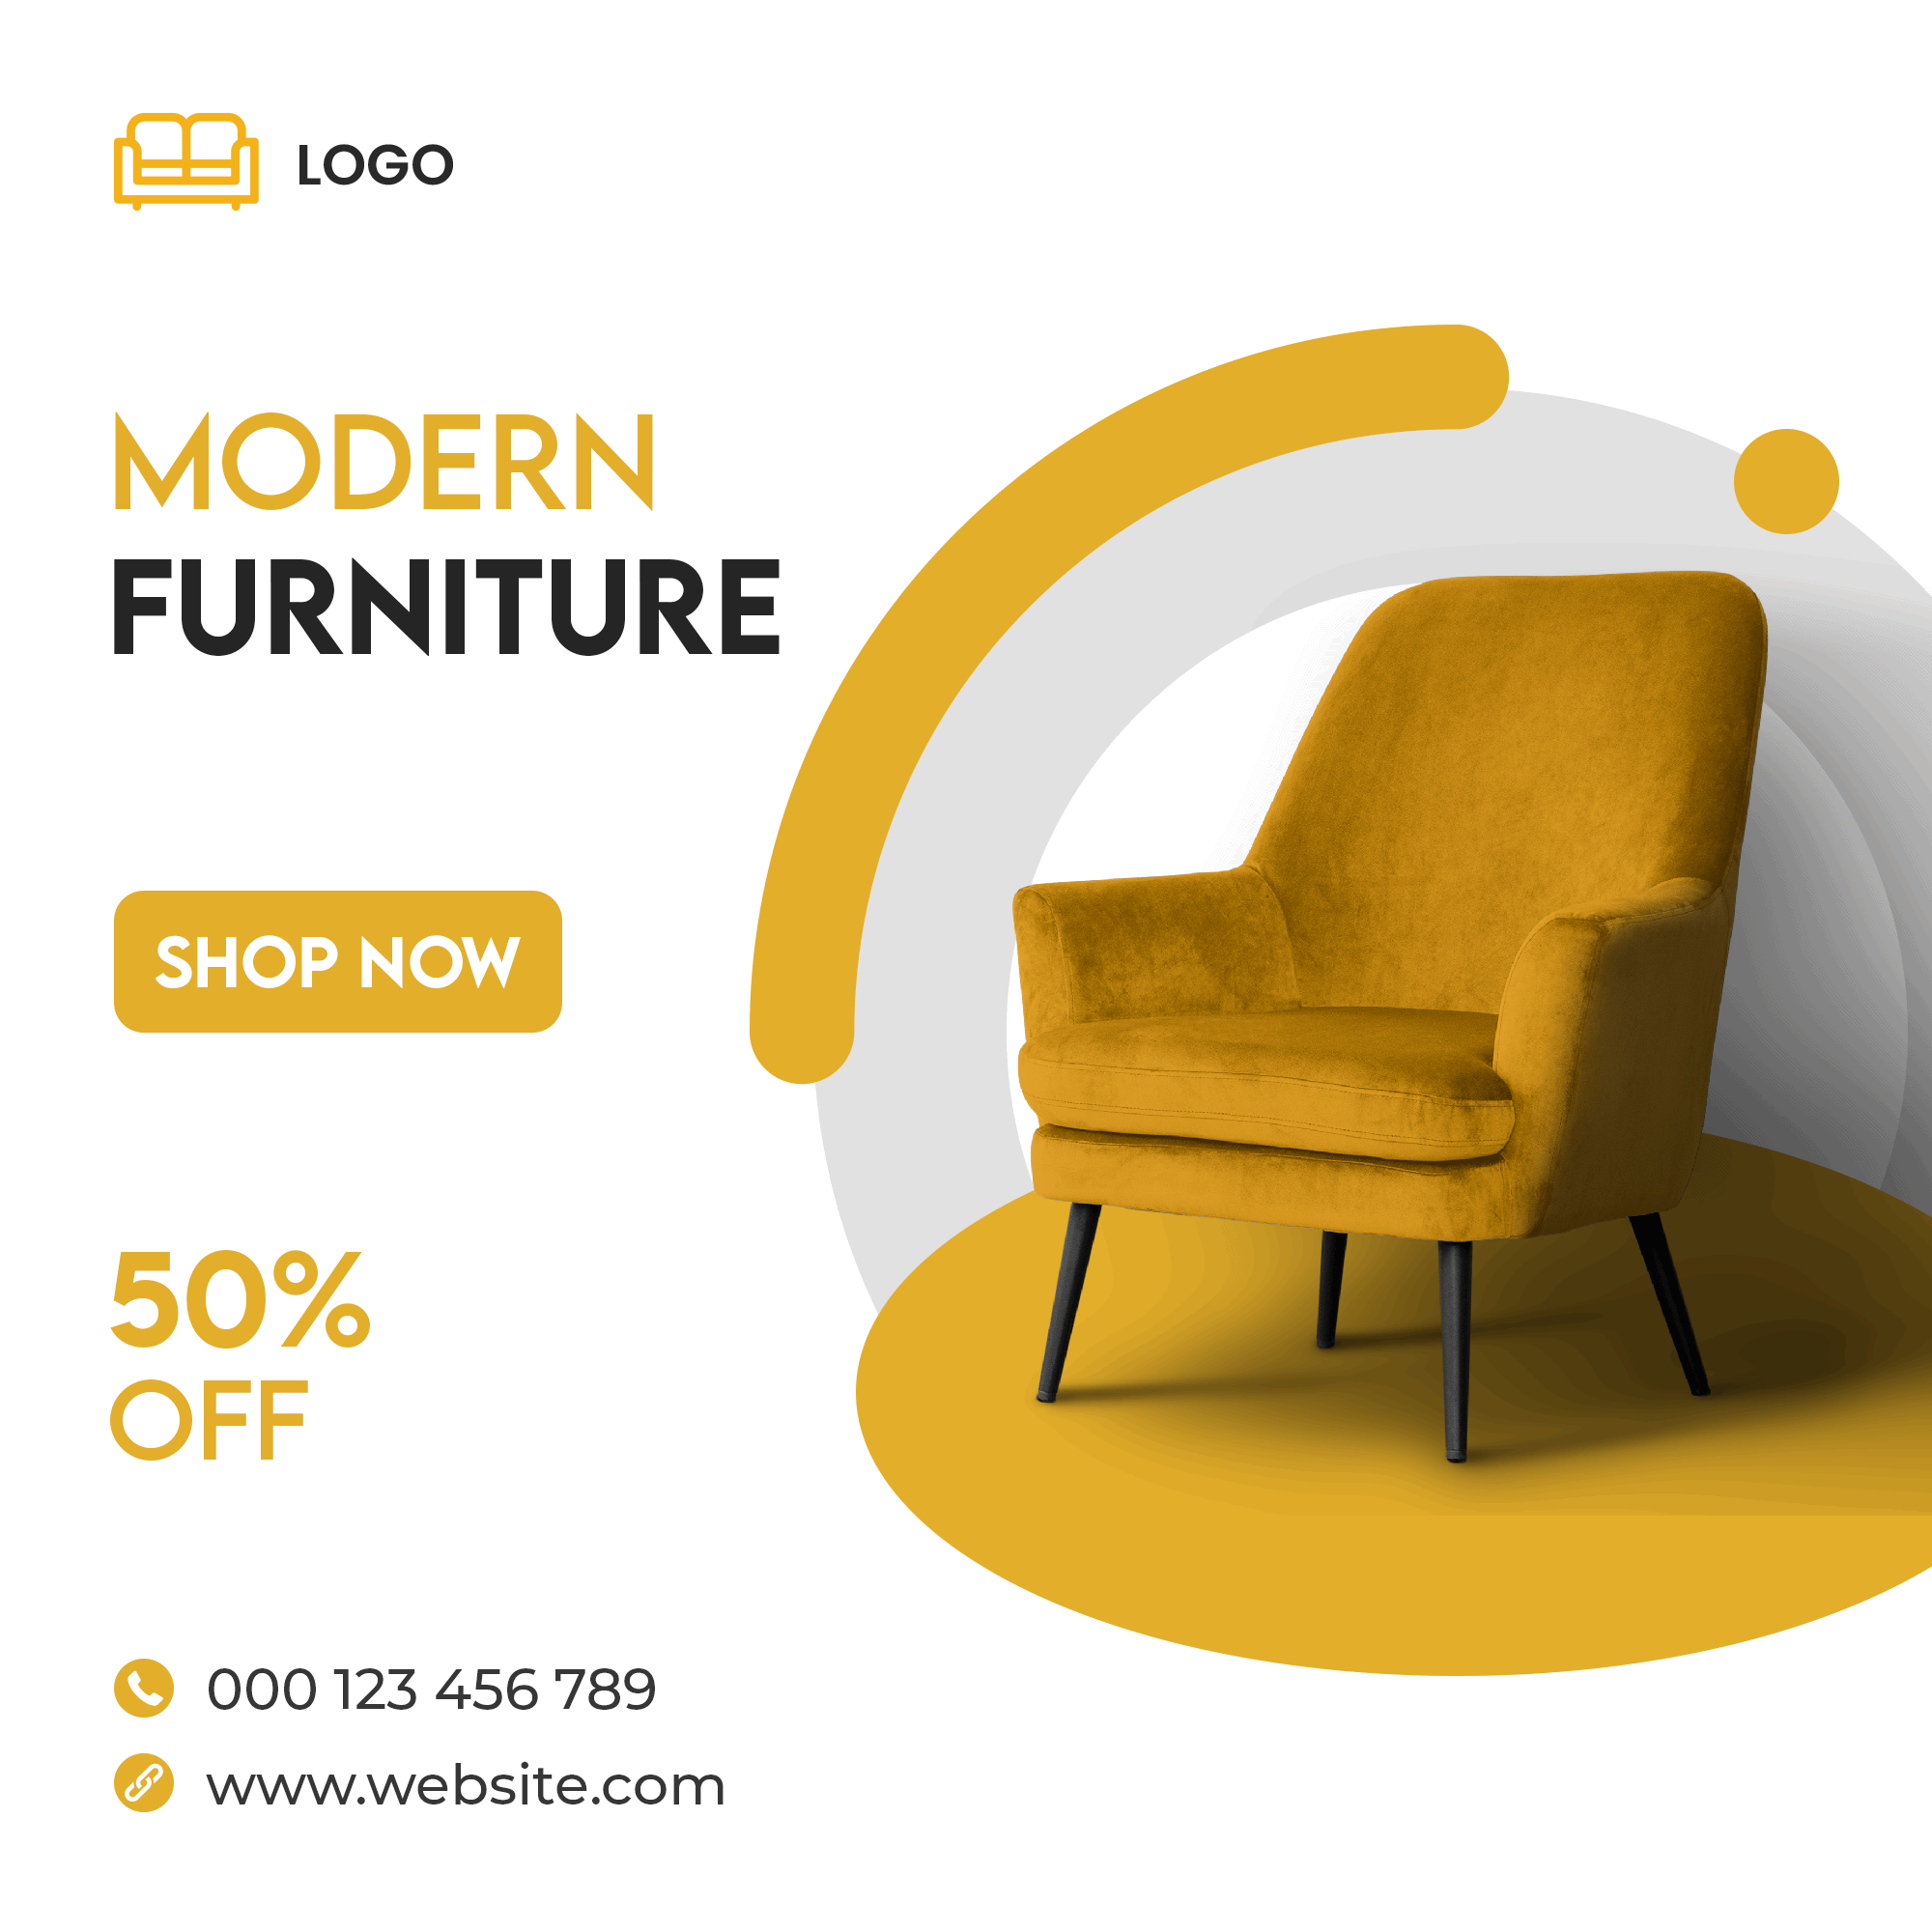 LOGO
MODERN
FURNITURE
SHOP NOW
50%
OFF
000 123 456 789
www.website.com